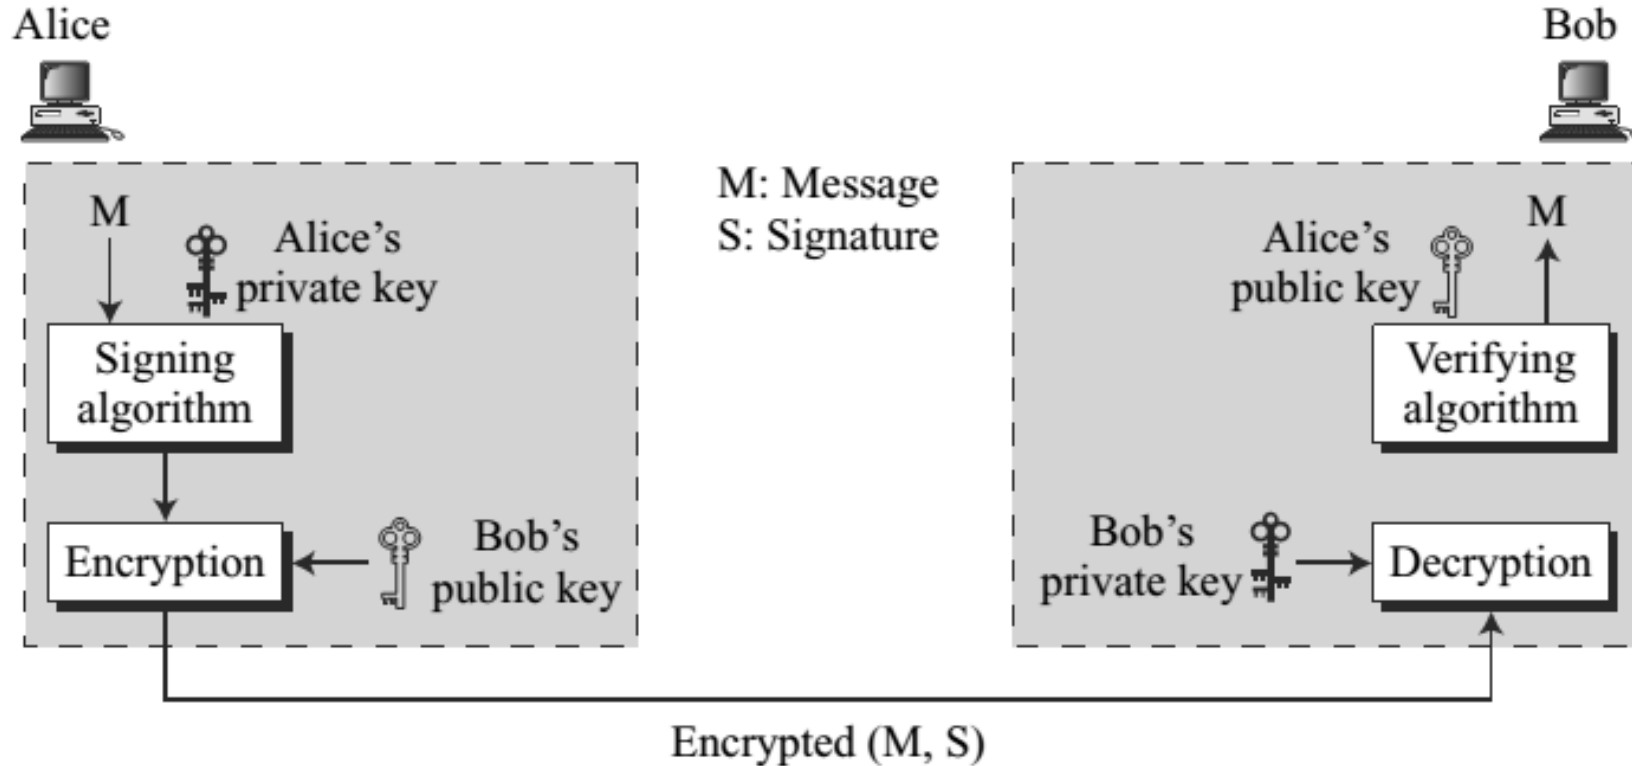 Alice
Bob
M: Message
S: Signature
M
Alice’s
private key
Signing
algorithm
Encryption
Bob’s
public key
Alice’s
public key
M
Verifying
algorithm
Bob’s
private key
Decryption
Encrypted (M, S)